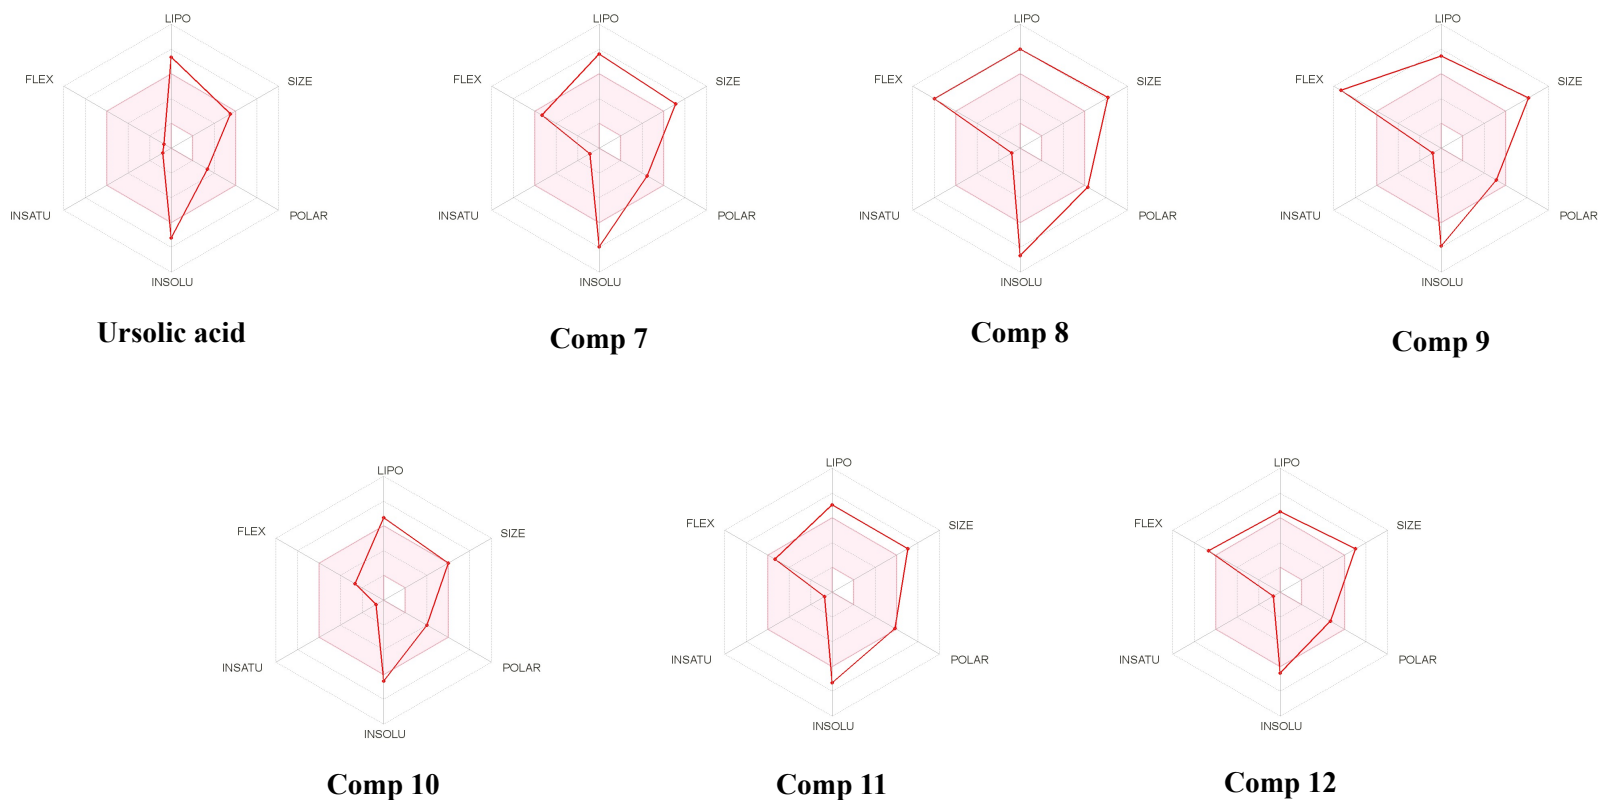 LIPO
FLEX
SIZE
INSATU
POLAR
INSOLU
Ursolic acid
LIPO
FLEX
SIZE
INSATU
POLAR
INSOLU
Comp 7
LIPO
FLEX
SIZE
INSATU
POLAR
INSOLU
Comp 8
LIPO
FLEX
SIZE
INSATU
POLAR
INSOLU
Comp 9
LIPO
FLEX
SIZE
INSATU
POLAR
INSOLU
Comp 10
LIPO
FLEX
SIZE
INSATU
POLAR
INSOLU
Comp 11
LIPO
FLEX
SIZE
INSATU
POLAR
INSOLU
Comp 12